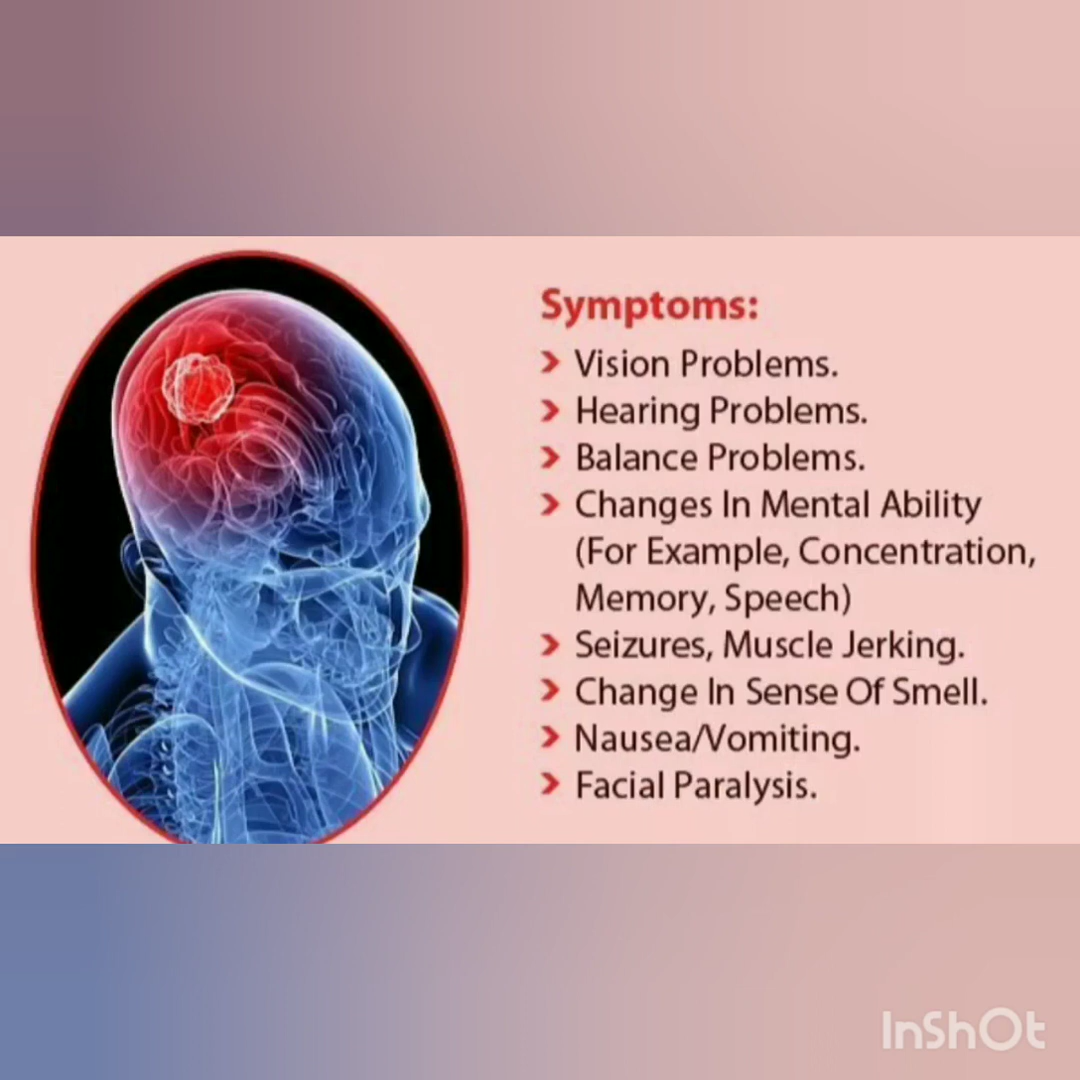 Symptoms:
Vision Problems.
Hearing Problems.
Balance Problems.
Changes In Mental Ability
(For Example, Concentration,
Memory, Speech)
Seizures, Muscle Jerking.
Change In Sense Of Smell.
Nausea/Vomiting.
Facial Paralysis.
InShOt